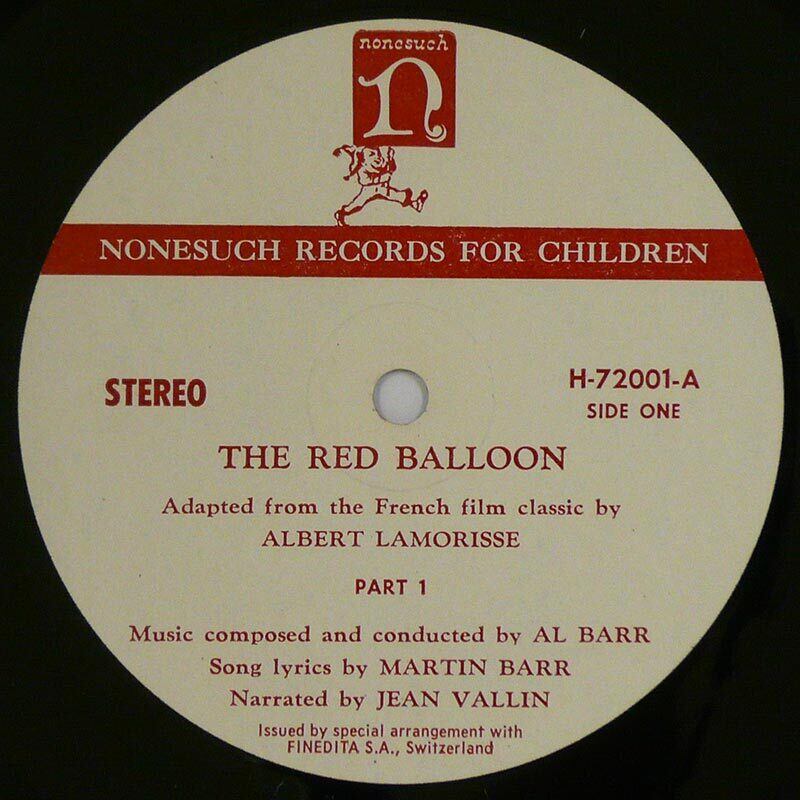 nonesuch
n
NONESUCH RECORDS FOR CHILDREN
STEREO
H-72001-A
SIDE ONE
THE RED BALLOON
Adapted from the French film classic by
ALBERT LAMORISSE
PART 1
Music composed and conducted by AL BARR
Song lyrics by MARTIN BARR
Narrated by JEAN VALLIN
Issued by special arrangement with
FINEDITA S.A., Switzerland